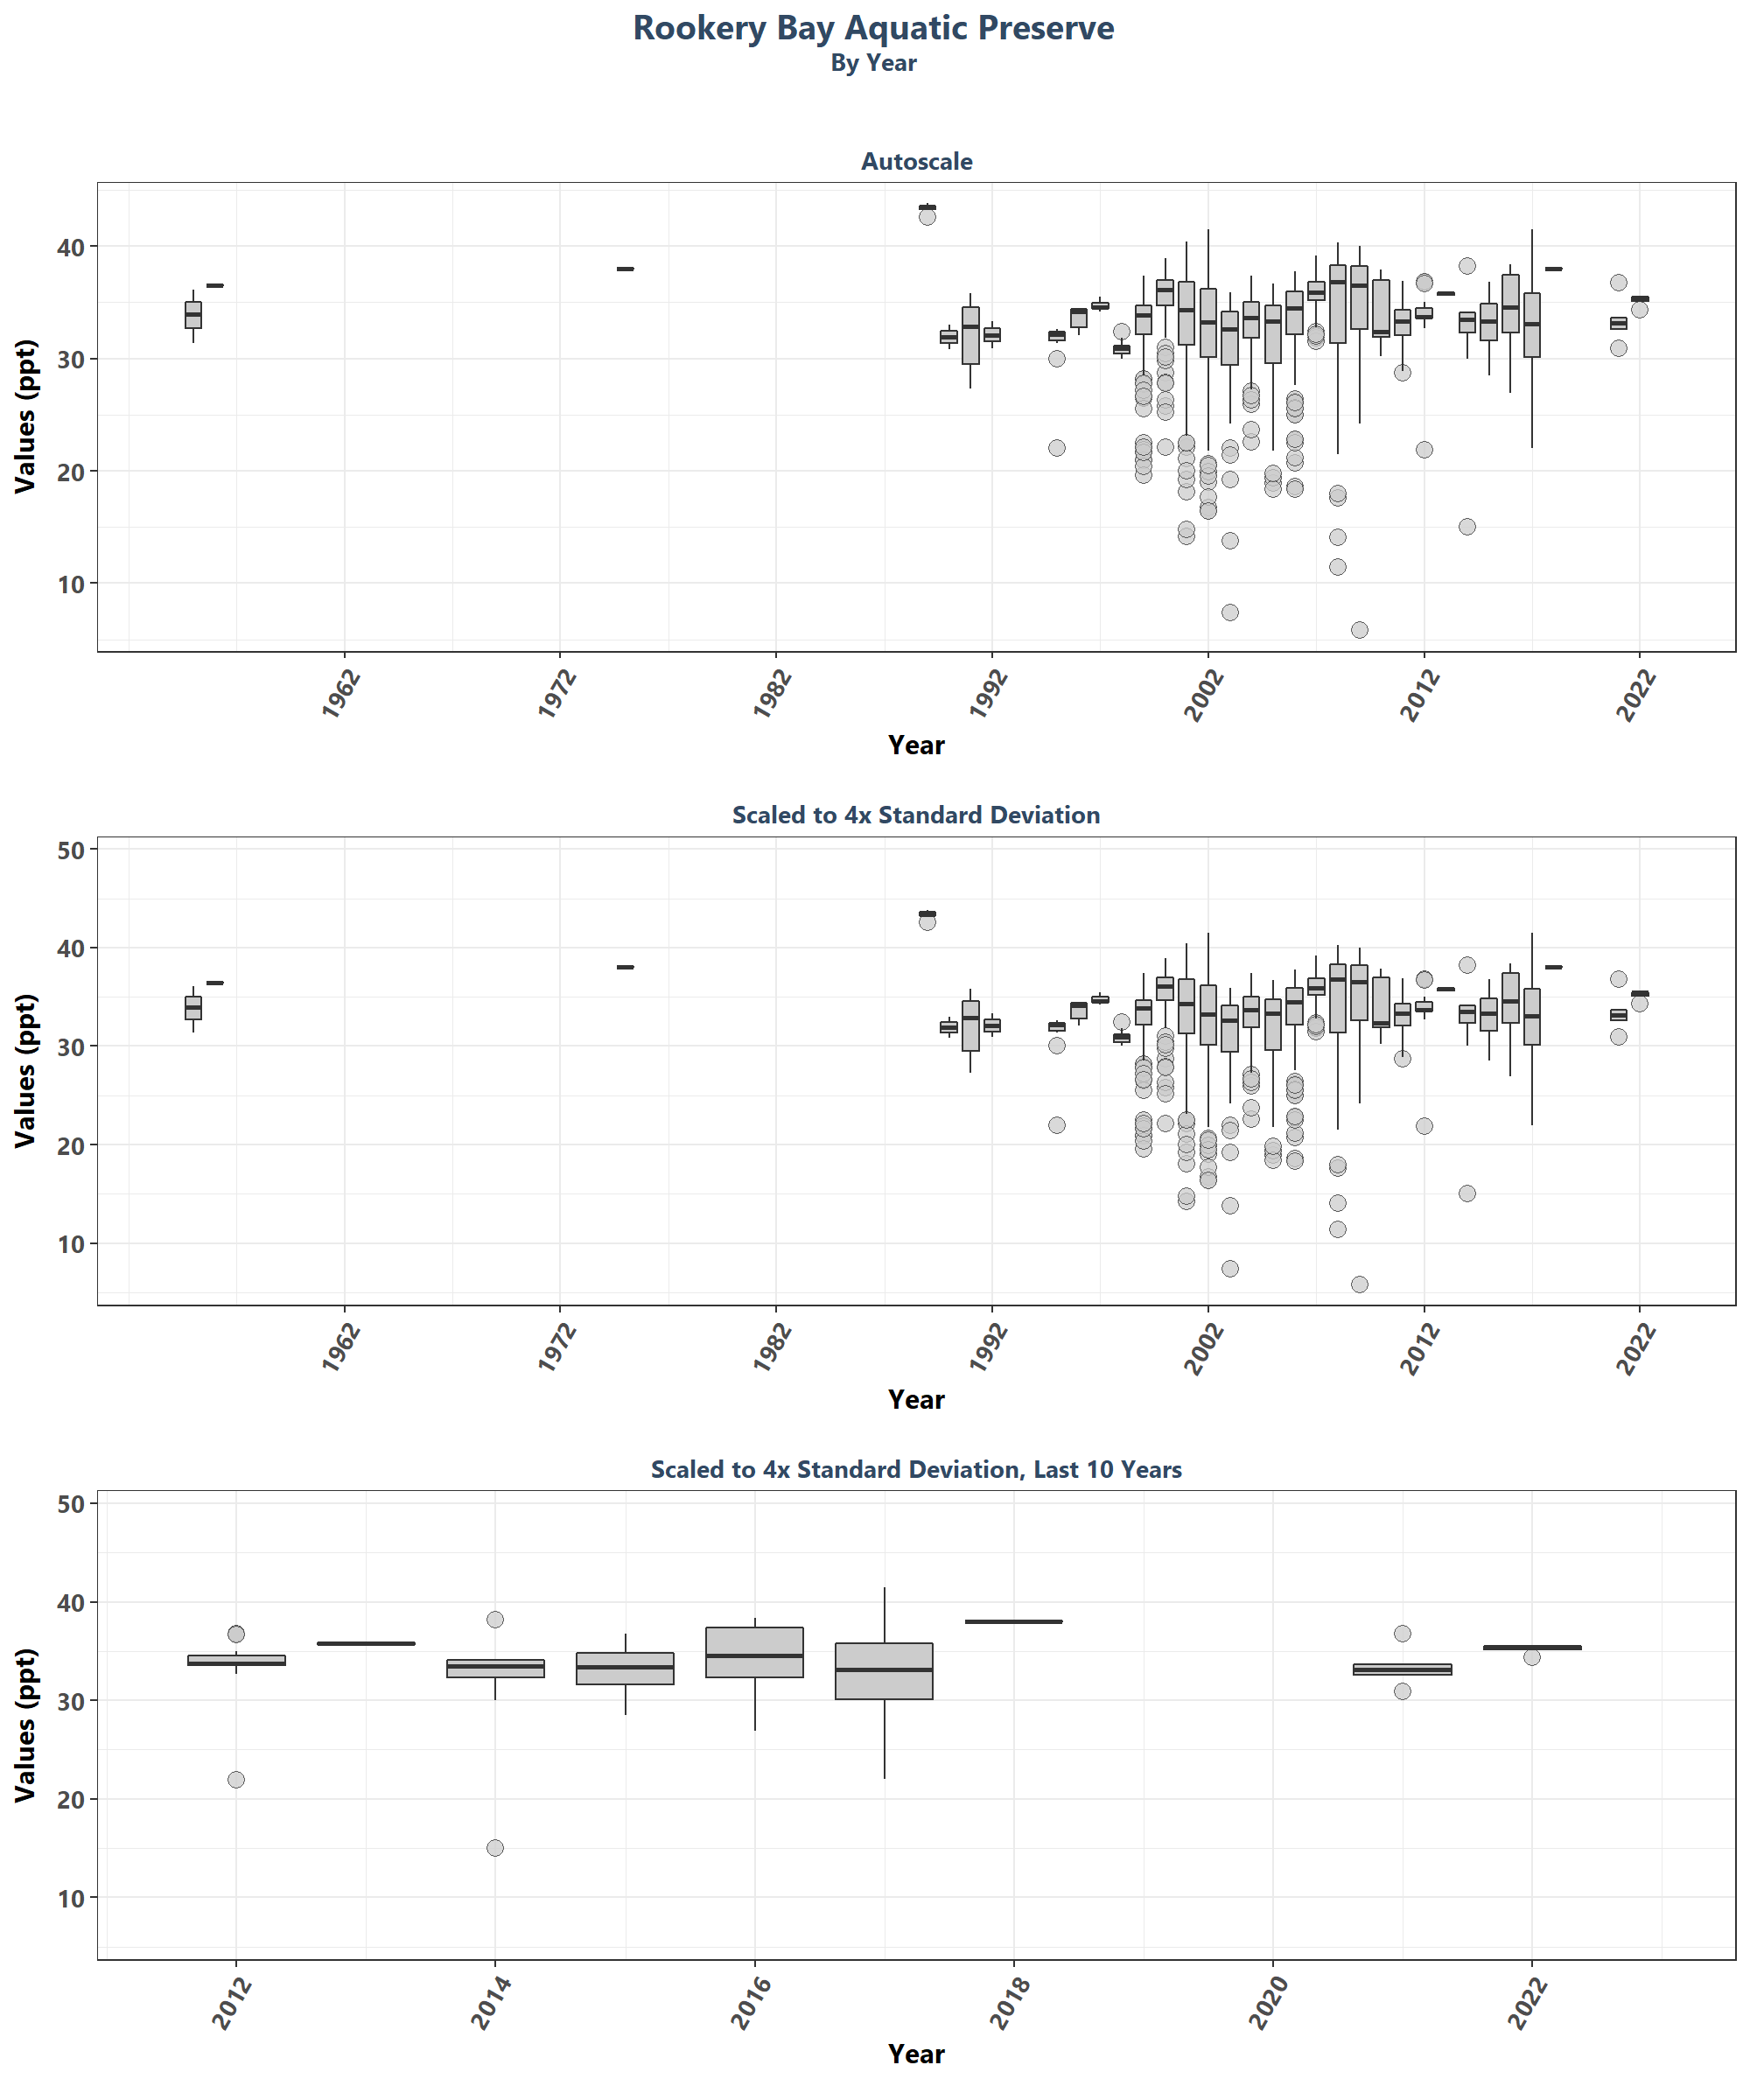 Rookery Bay Aquatic Preserve
By Year
Autoscale
Values (ppt)
40
30
20
10
1962 1972 1982 1992 2002 2012 2022
Year
Scaled to 4x Standard Deviation
Values (ppt)
50
40
30
20
10
1962 1972 1982 1992 2002 2012 2022
Year
Scaled to 4x Standard Deviation, Last 10 Years
Values (ppt)
50
40
30
20
10
2012 2014 2016 2018 2020 2022
Year